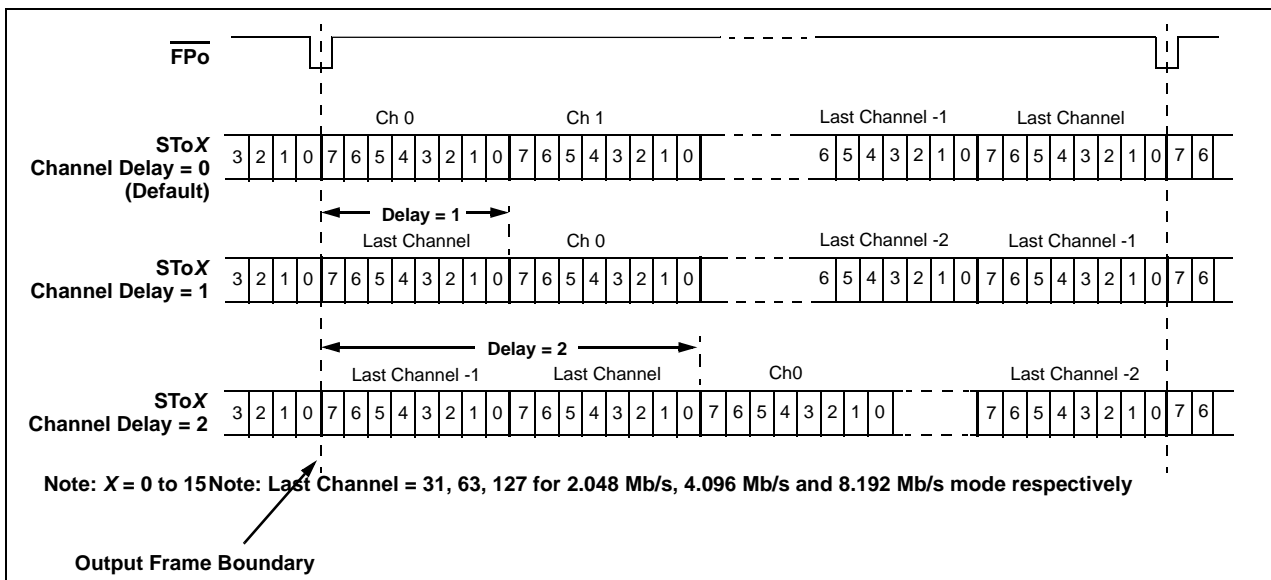 FPo
Ch 0 Ch 1 Last Channel -1 Last Channel
SToX
Channel Delay = 0
(Default)
3 2 1 0 7 6 5 4 3 2 1 0 7 6 5 4 3 2 1 0 6 5 4 3 2 1 0 7 6 5 4 3 2 1 0 7 6
Delay = 1
Last Channel Ch 0 Last Channel -2 Last Channel -1
SToX
Channel Delay = 1
3 2 1 0 7 6 5 4 3 2 1 0 7 6 5 4 3 2 1 0 6 5 4 3 2 1 0 7 6 5 4 3 2 1 0 7 6
Delay = 2
Last Channel -1 Last Channel Ch0 Last Channel -2
SToX
Channel Delay = 2
3 2 1 0 7 6 5 4 3 2 1 0 7 6 5 4 3 2 1 0 7 6 5 4 3 2 1 0 7 6 5 4 3 2 1 0 7 6
Note: X = 0 to 15Note: Last Channel = 31, 63, 127 for 2.048 Mb/s, 4.096 Mb/s and 8.192 Mb/s mode respectively
Output Frame Boundary